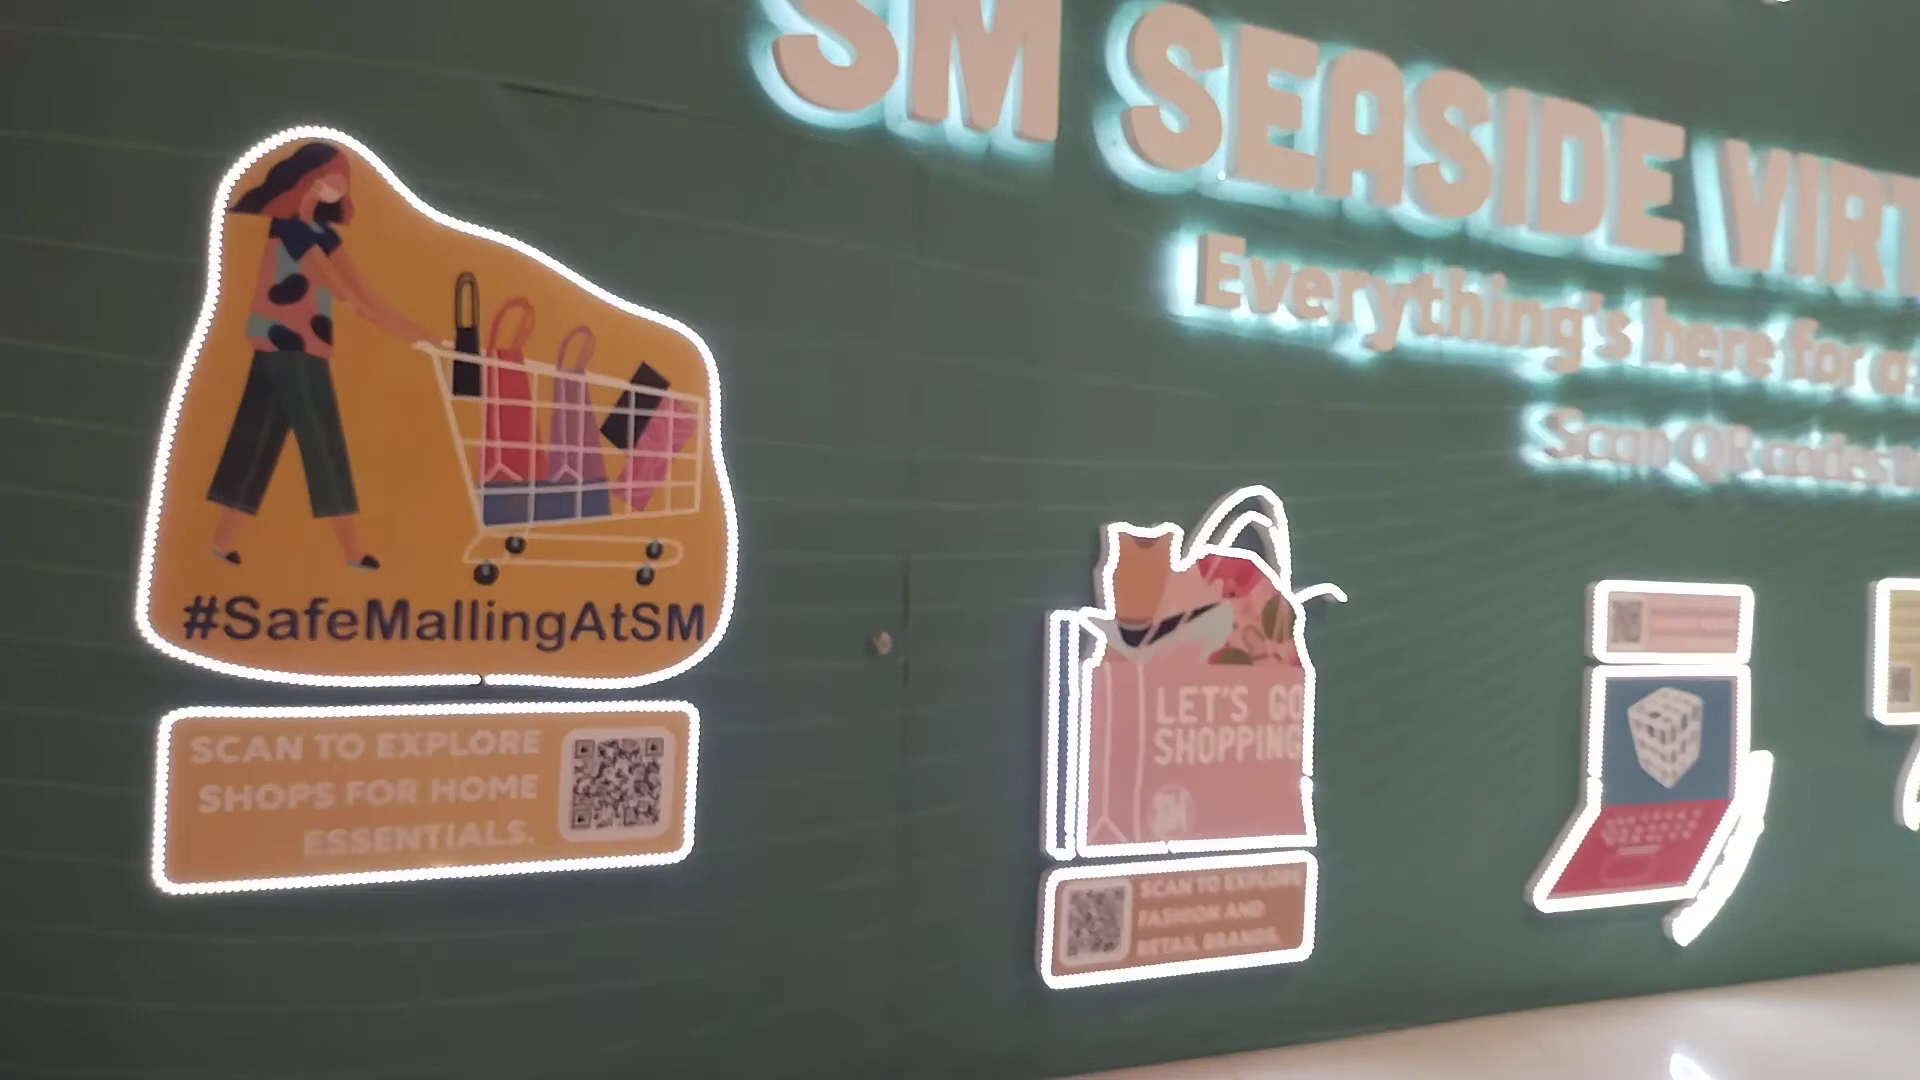 SM SEASIDE VIRT
Everything's here for a
Scan QR codes
#SafeMallingAtSM
SCAN TO EXPLORE
SHOPS FOR HOME
ESSENTIALS.
LET'S GO
SHOPPING
SM
SCAN TO EXPLORE
FASHION AND
RETAIL BRANDS.